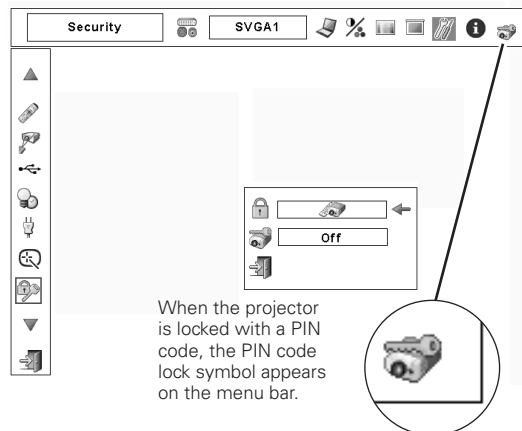 Security
SVGA1
Off
When the projector
is locked with a PIN
code, the PIN code
lock symbol appears
on the menu bar.